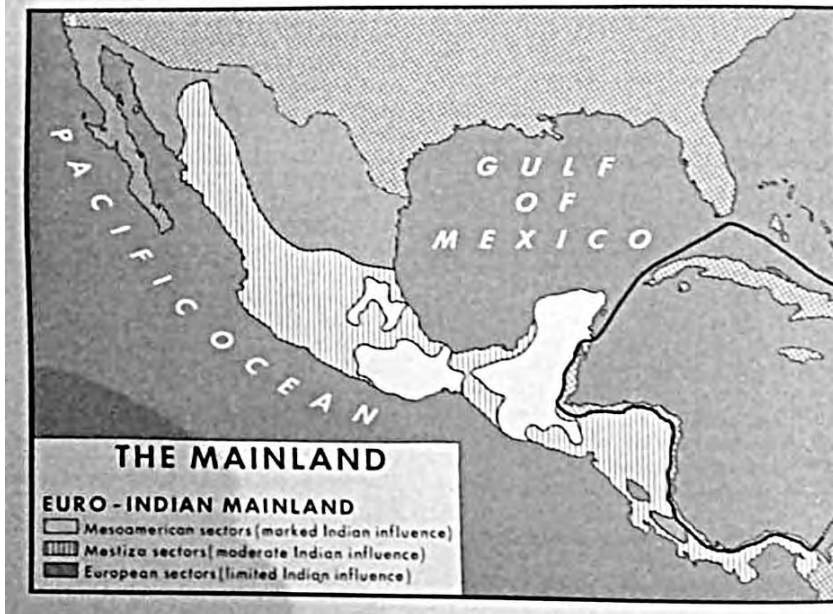 GULF
OF
MEXICO
PACIFIC OCEAN
THE MAINLAND
EURO-INDIAN MAINLAND
Mesoamerican sectors (marked Indian influence)
Mestiza sectors (moderate Indian influence)
European sectors (limited Indian influence)